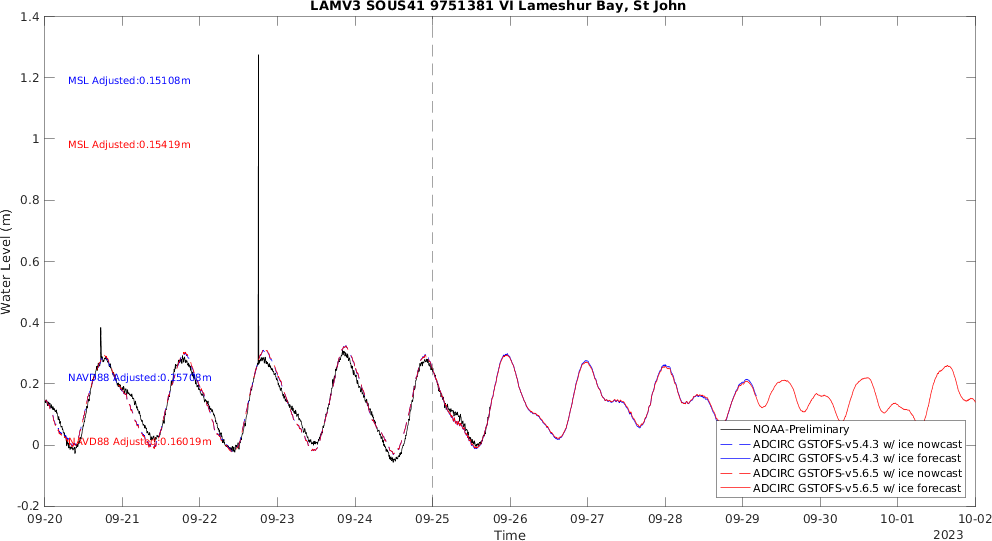 LAMV3 SOUS41 9751381 VI Lameshur Bay, St John
1.4
1.2
1
0.8
0.6
0.4
0.2
0
-0.2
Water Level (m)
MSL Adjusted:0.15108m
MSL Adjusted:0.15419m
NAVD88 Adjusted:0.15708m
NAVD88 Adjusted:0.16019m
NOAA-Preliminary
ADCIRC GSTOFS-v5.4.3 w/ ice nowcast
ADCIRC GSTOFS-v5.4.3 w/ ice forecast
ADCIRC GSTOFS-v5.6.5 w/ ice nowcast
ADCIRC GSTOFS-v5.6.5 w/ ice forecast
09-20 09-21 09-22 09-23 09-24 09-25 09-26 09-27 09-28 09-29 09-30 10-01 10-02
Time
2023